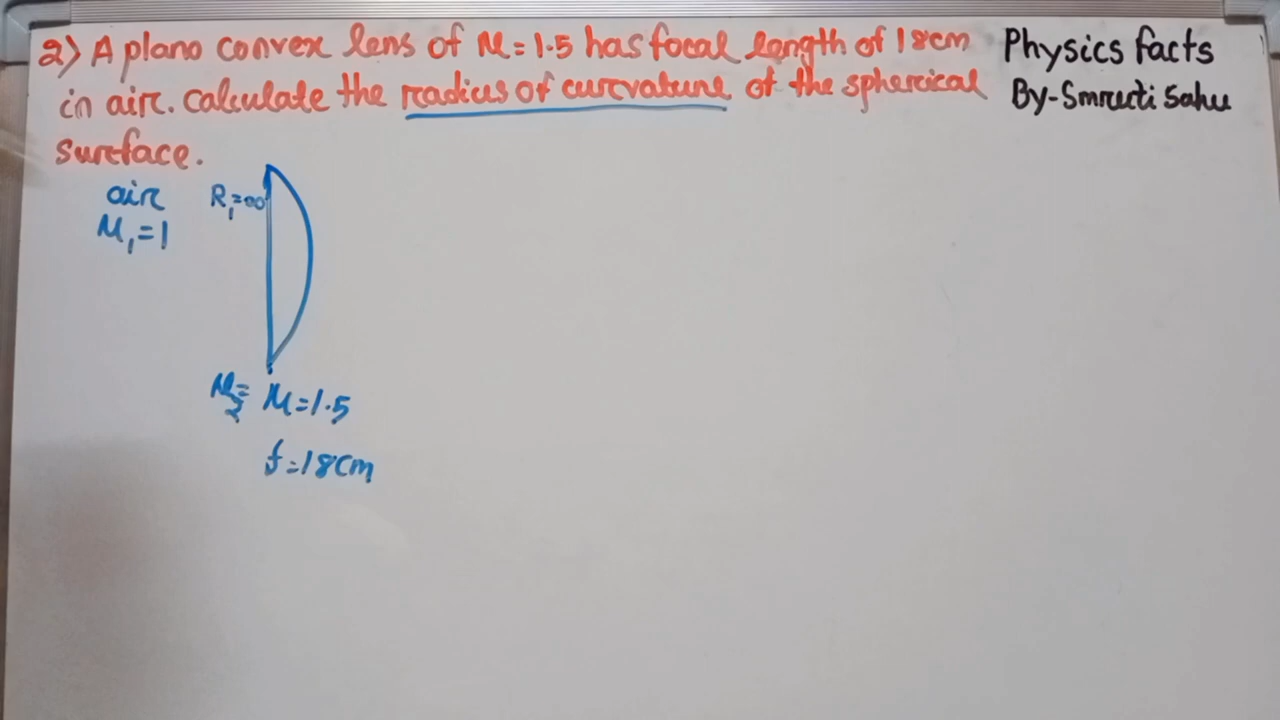 2) A plano convex lens of μ = 1.5 has focal length of 18cm
in air. calculate the radius of curvature of the spherical
surface.
Physics facts
By-Smruti Sahu
air
μ₁=1
R₁=∞
μ₂= μ=1.5
f=18cm